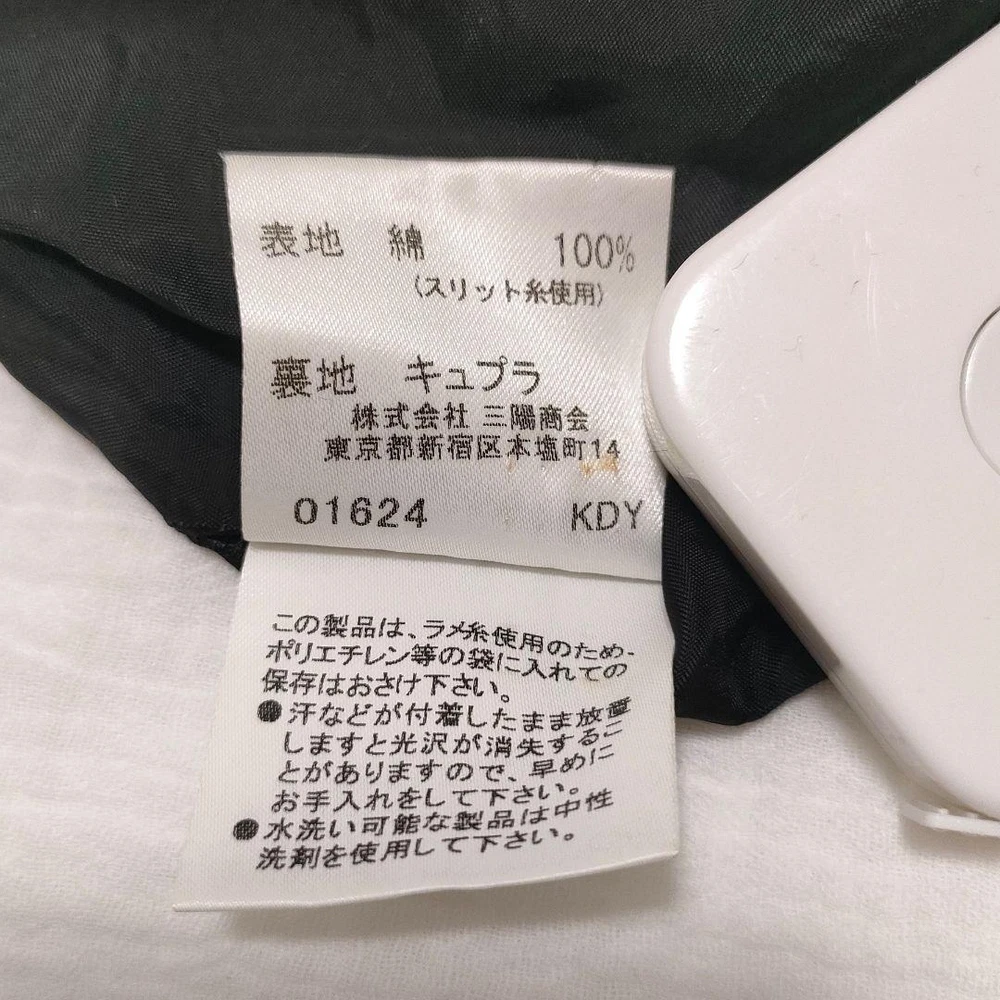 表地 綿 100%
(スリット糸使用)
裏地 キュプラ
株式会社 三陽商会
東京都新宿区本塩町14
01624 KDY
この製品は、ラメ糸使用のため、
ポリエチレン等の袋に入れての
保存はおさけ下さい。
●汗などが付着したまま放置
しますと光沢が消失するこ
とがありますので、早めに
お手入れをして下さい。
●水洗い可能な製品は中性
洗剤を使用して下さい。